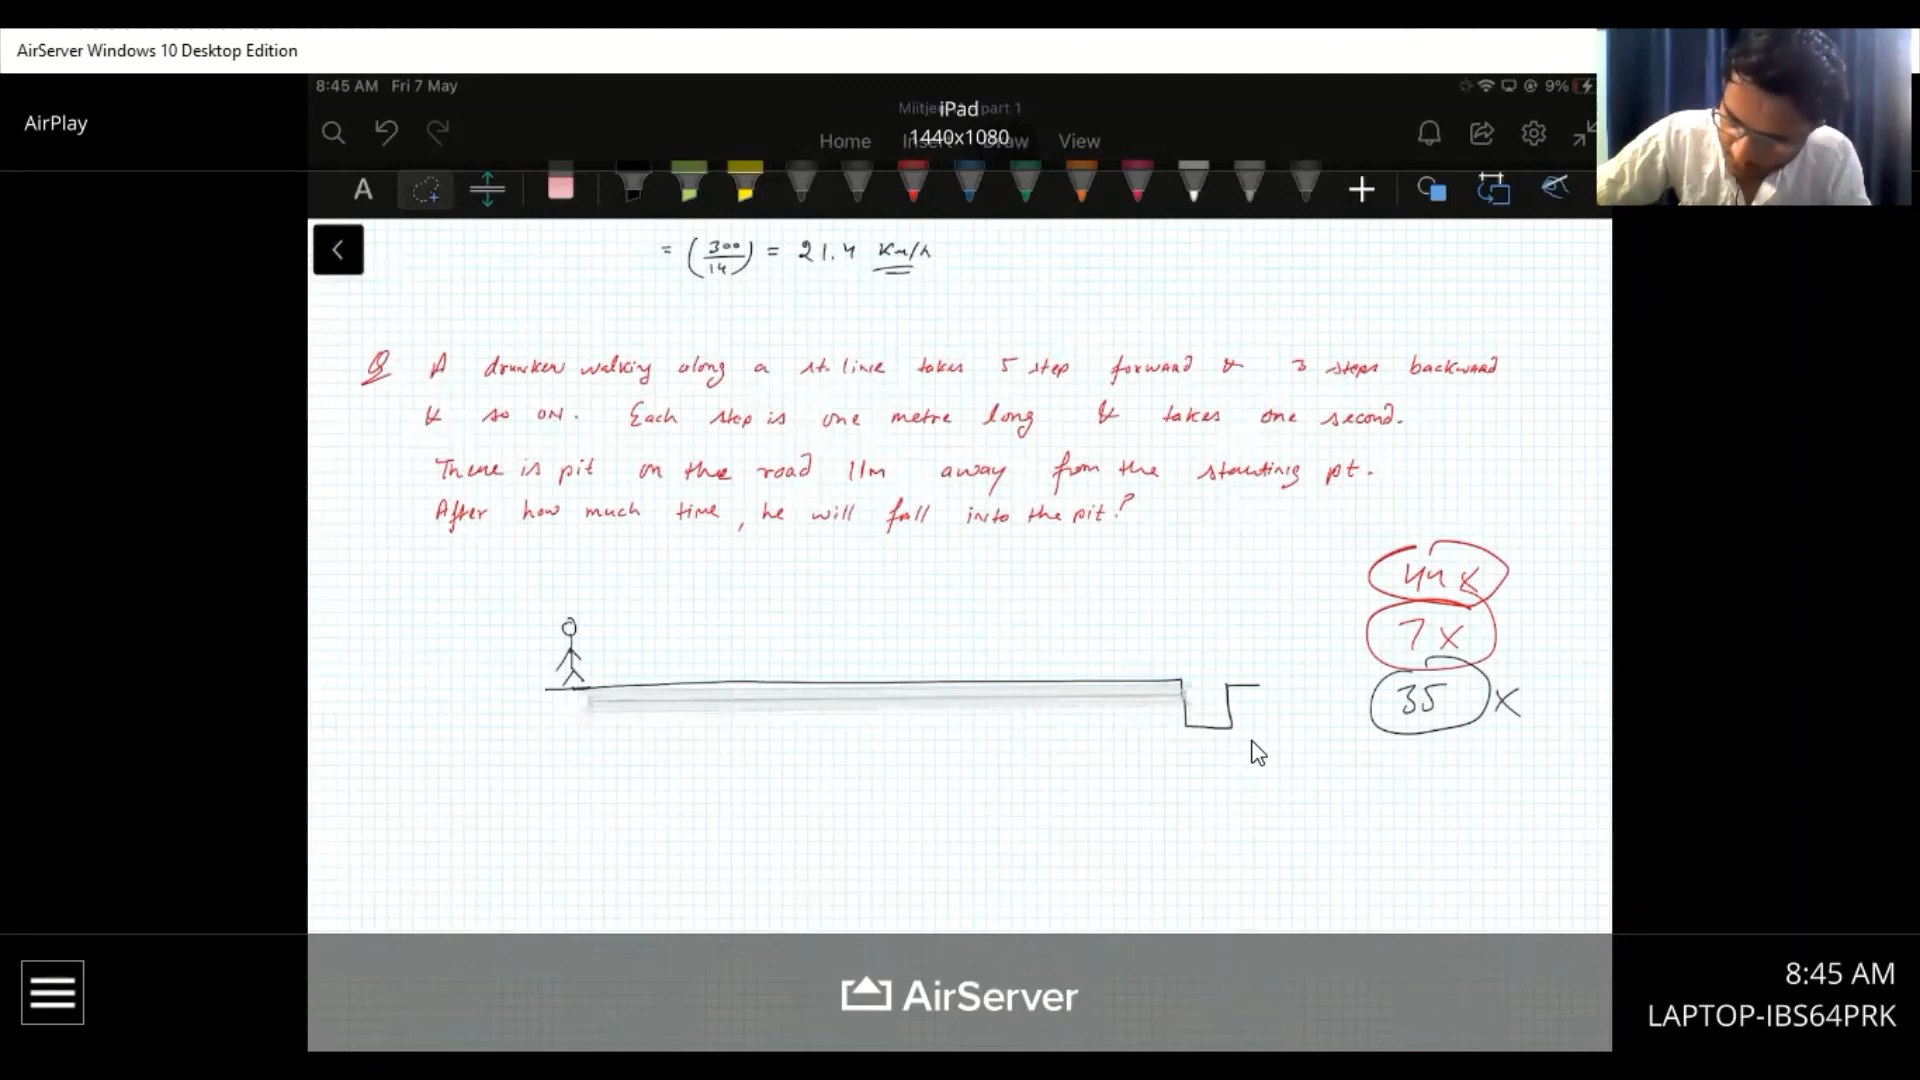 AirServer Windows 10 Desktop Edition
8:45 AM Fri 7 May
9%
AirPlay
iPad
part 1
1440x1080
Home Draw View
A
= (300/14) = 21.4 Km/h
Q A drunker walking along a st. line takes 5 step forward & 3 steps backward
& so on. Each step is one metre long & takes one second.
There is pit on the road 11m away from the starting pt.
After how much time, he will fall into the pit?
44 x
7 x
35 x
AirServer
8:45 AM
LAPTOP-IBS64PRK